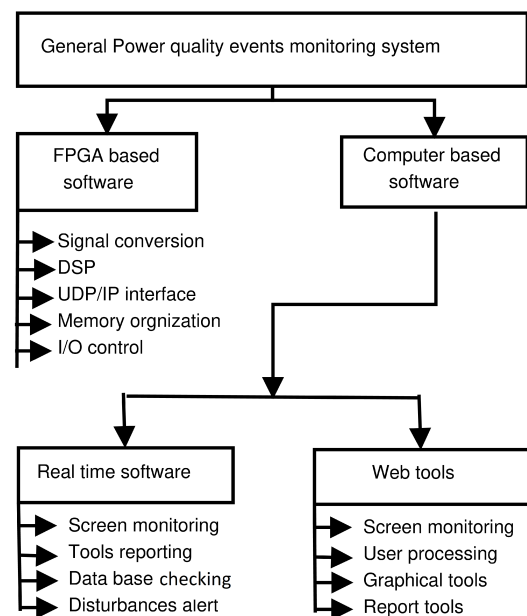 General Power quality events monitoring system
FPGA based
software
Computer based
software
Signal conversion
DSP
UDP/IP interface
Memory orgnization
I/O control
Real time software
Web tools
Screen monitoring
Tools reporting
Data base checking
Disturbances alert
Screen monitoring
User processing
Graphical tools
Report tools